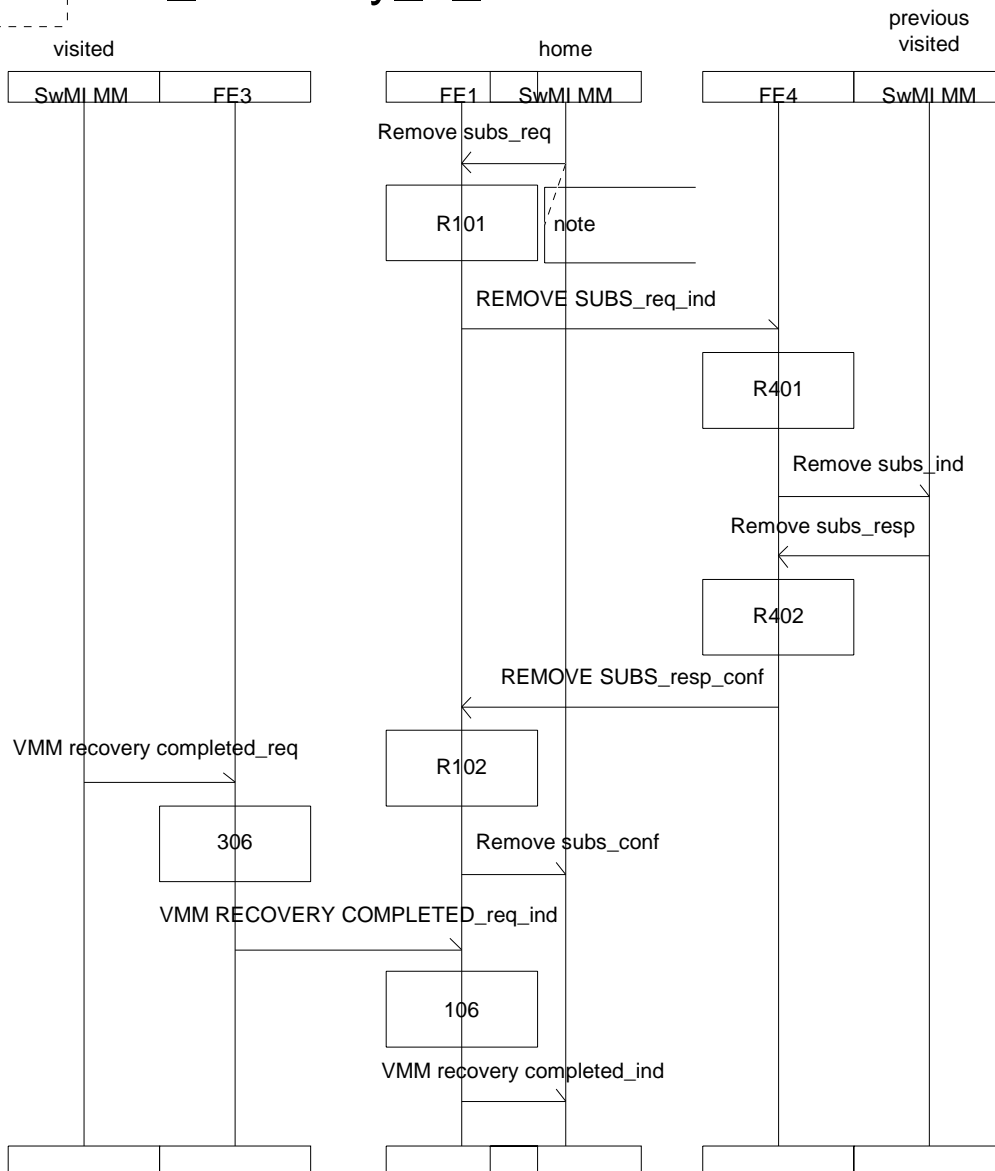 previous
visited
home
visited
SwMI MM
FE3
FE1
SwMI MM
FE4
SwMI MM
Remove subs_req
R101
note
REMOVE SUBS_req_ind
R401
Remove subs_ind
Remove subs_resp
R402
REMOVE SUBS_resp_conf
VMM recovery completed_req
R102
306
Remove subs_conf
VMM RECOVERY COMPLETED_req_ind
106
VMM recovery completed_ind